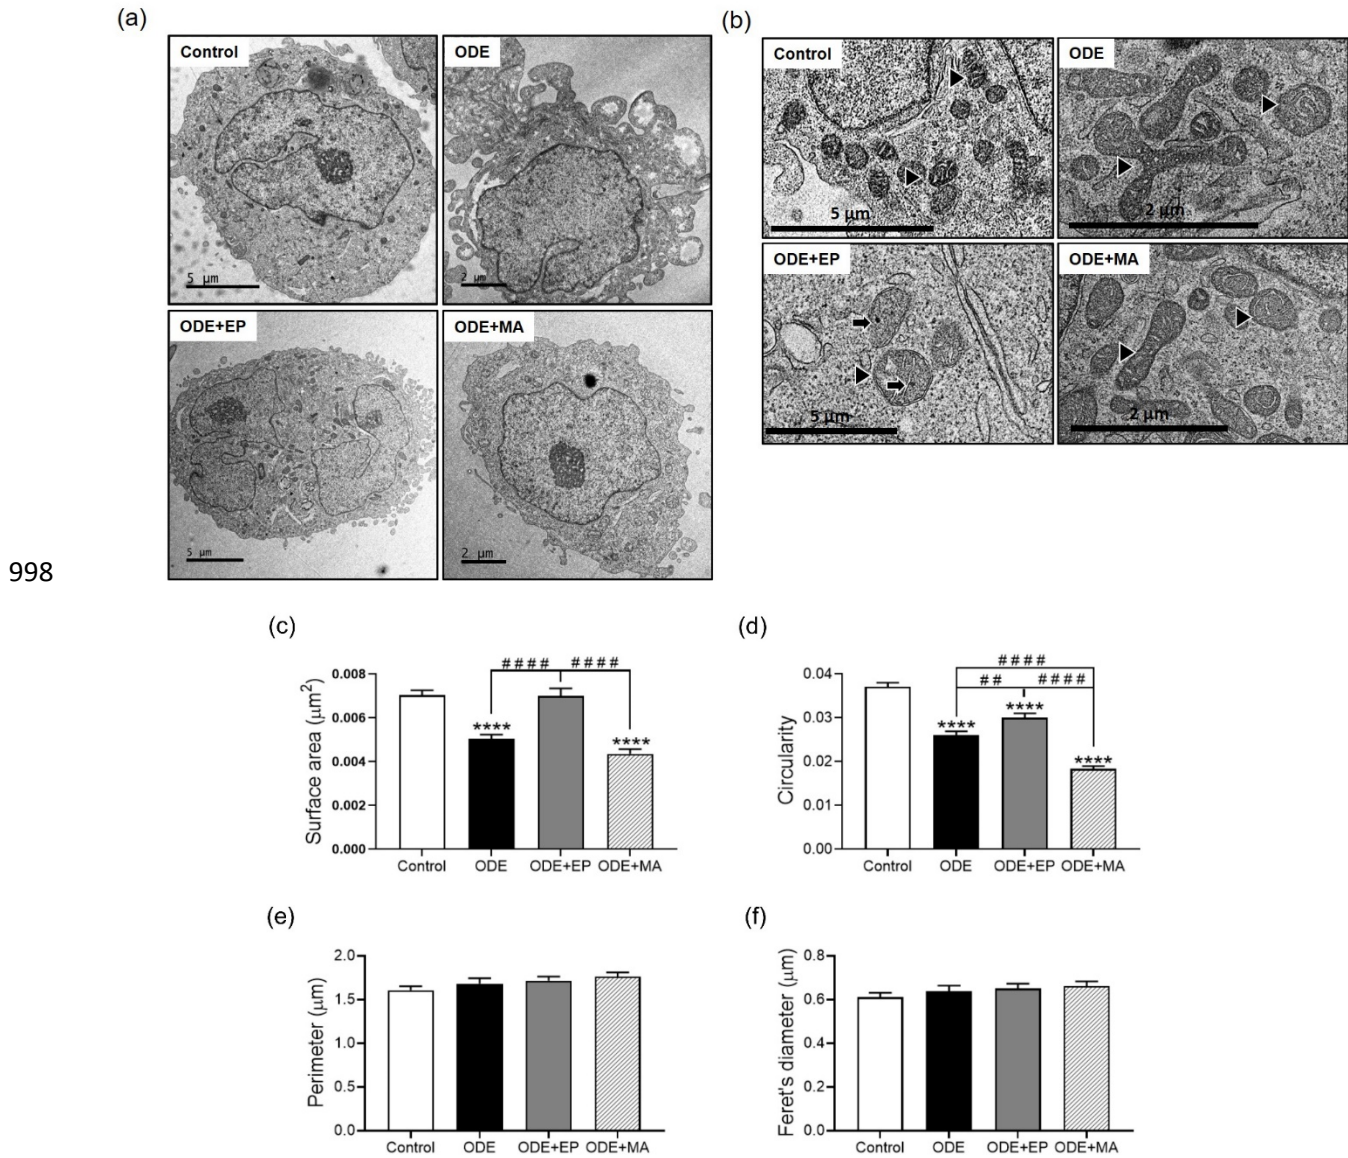 (a)
Control
ODE
5 μm
2 μm
ODE+EP
ODE+MA
5 μm
2 μm
(b)
Control
ODE
5 μm
2 μm
ODE+EP
ODE+MA
5 μm
2 μm
998
(c)
Surface area (μm²)
0.008
0.006
0.004
0.002
0.000
####
####
****
****
Control ODE ODE+EP ODE+MA
(d)
Circularity
0.04
0.03
0.02
0.01
0.00
####
## ####
****
****
****
Control ODE ODE+EP ODE+MA
(e)
Perimeter (μm)
2.0
1.5
1.0
0.5
0.0
Control ODE ODE+EP ODE+MA
(f)
Feret's diameter (μm)
0.8
0.6
0.4
0.2
0.0
Control ODE ODE+EP ODE+MA